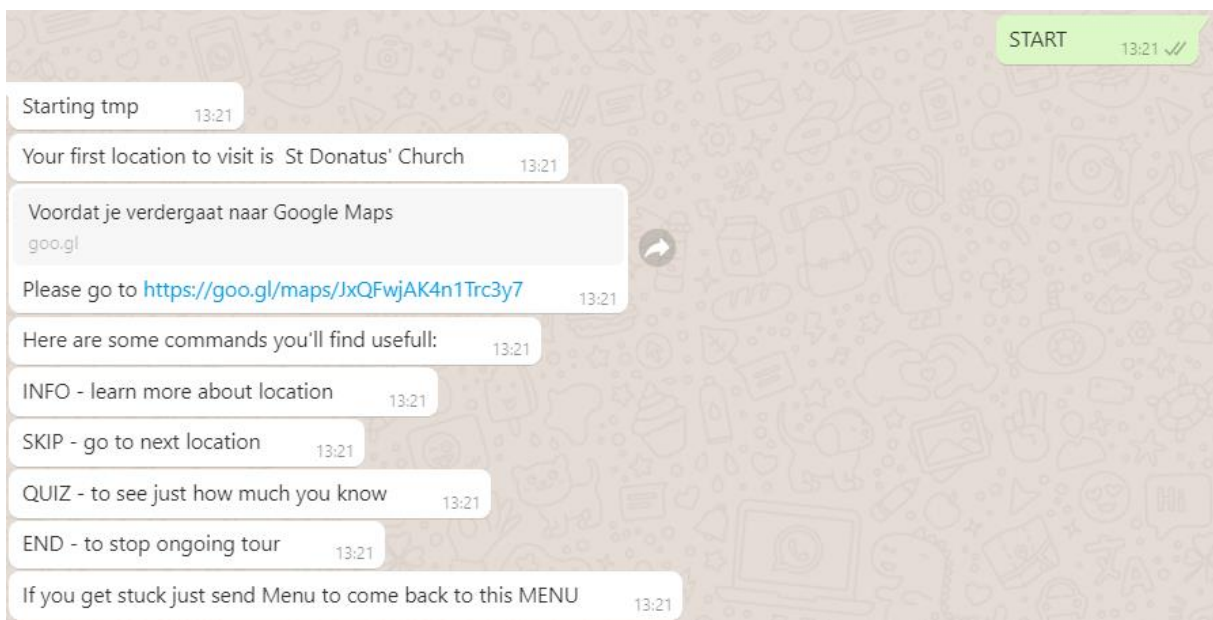 START 13:21
Starting tmp 13:21
Your first location to visit is  St Donatus' Church 13:21
Voordat je verdergaat naar Google Maps
goo.gl
Please go to https://goo.gl/maps/JxQFwjAK4n1Trc3y7 13:21
Here are some commands you'll find usefull: 13:21
INFO - learn more about location 13:21
SKIP - go to next location 13:21
QUIZ - to see just how much you know 13:21
END - to stop ongoing tour 13:21
If you get stuck just send Menu to come back to this MENU 13:21